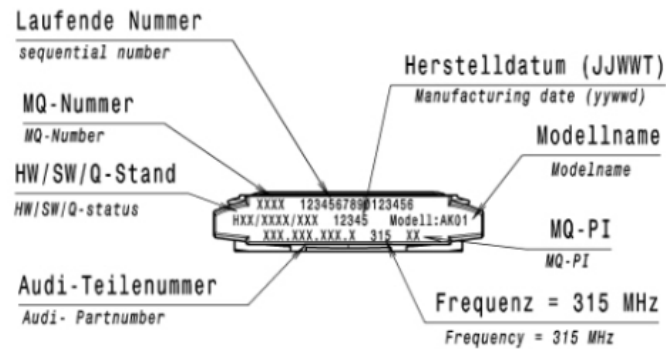 Laufende Nummer
sequential number
Herstelldatum (JJWWT)
Manufacturing date (yywwd)
MQ-Nummer
MQ-Number
Modellname
Modelname
HW/SW/Q-Stand
HW/SW/Q-status
XXXX 1234567890123456
HXX/XXXX/XXX 12345 Modell:AK01
XXX.XXX.XXX.X 315 XX
MQ-PI
MQ-PI
Audi-Teilenummer
Audi- Partnumber
Frequenz = 315 MHz
Frequency = 315 MHz